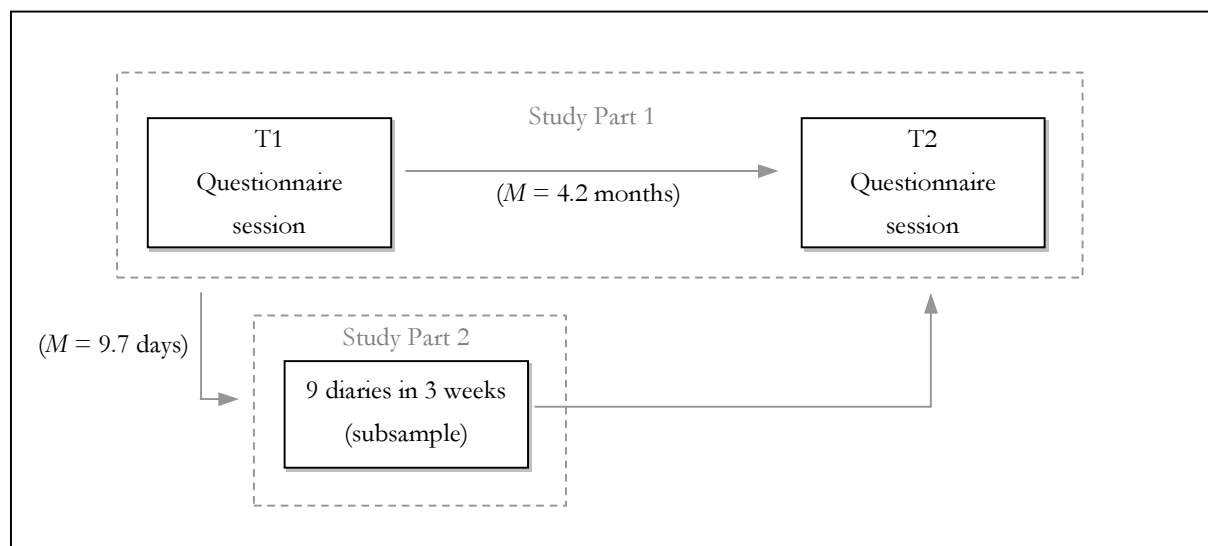 Study Part 1
T1
Questionnaire
session
(M = 4.2 months)
T2
Questionnaire
session
(M = 9.7 days)
Study Part 2
9 diaries in 3 weeks
(subsample)